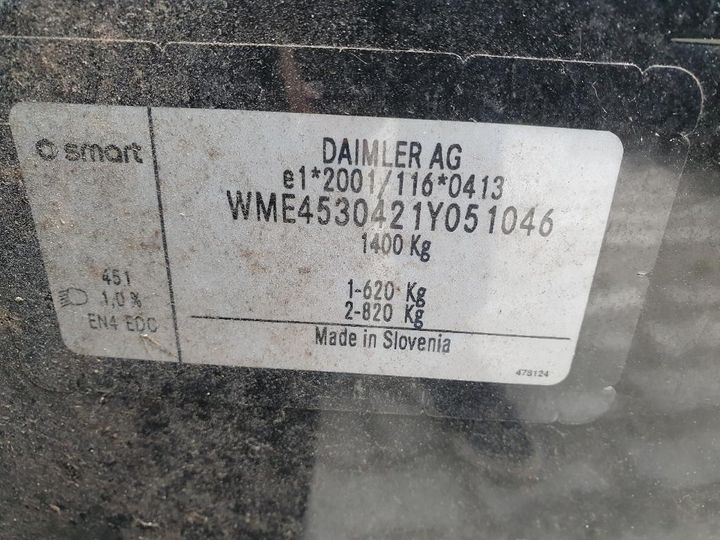 smart
451
1,0 %
EN4 EDC
DAIMLER AG
e1*2001/116*0413
WME4530421Y051046
1400 Kg
1-620 Kg
2-820 Kg
Made in Slovenia
478124